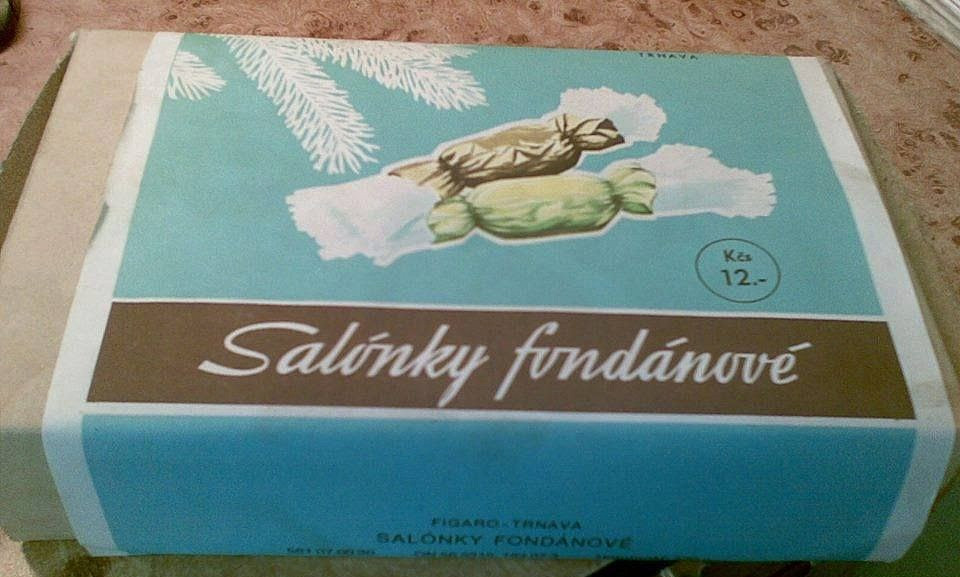 TRNAVA
Kčs
12.-
Salónky fondánové
FIGARO-TRNAVA
SALÓNKY FONDÁNOVÉ